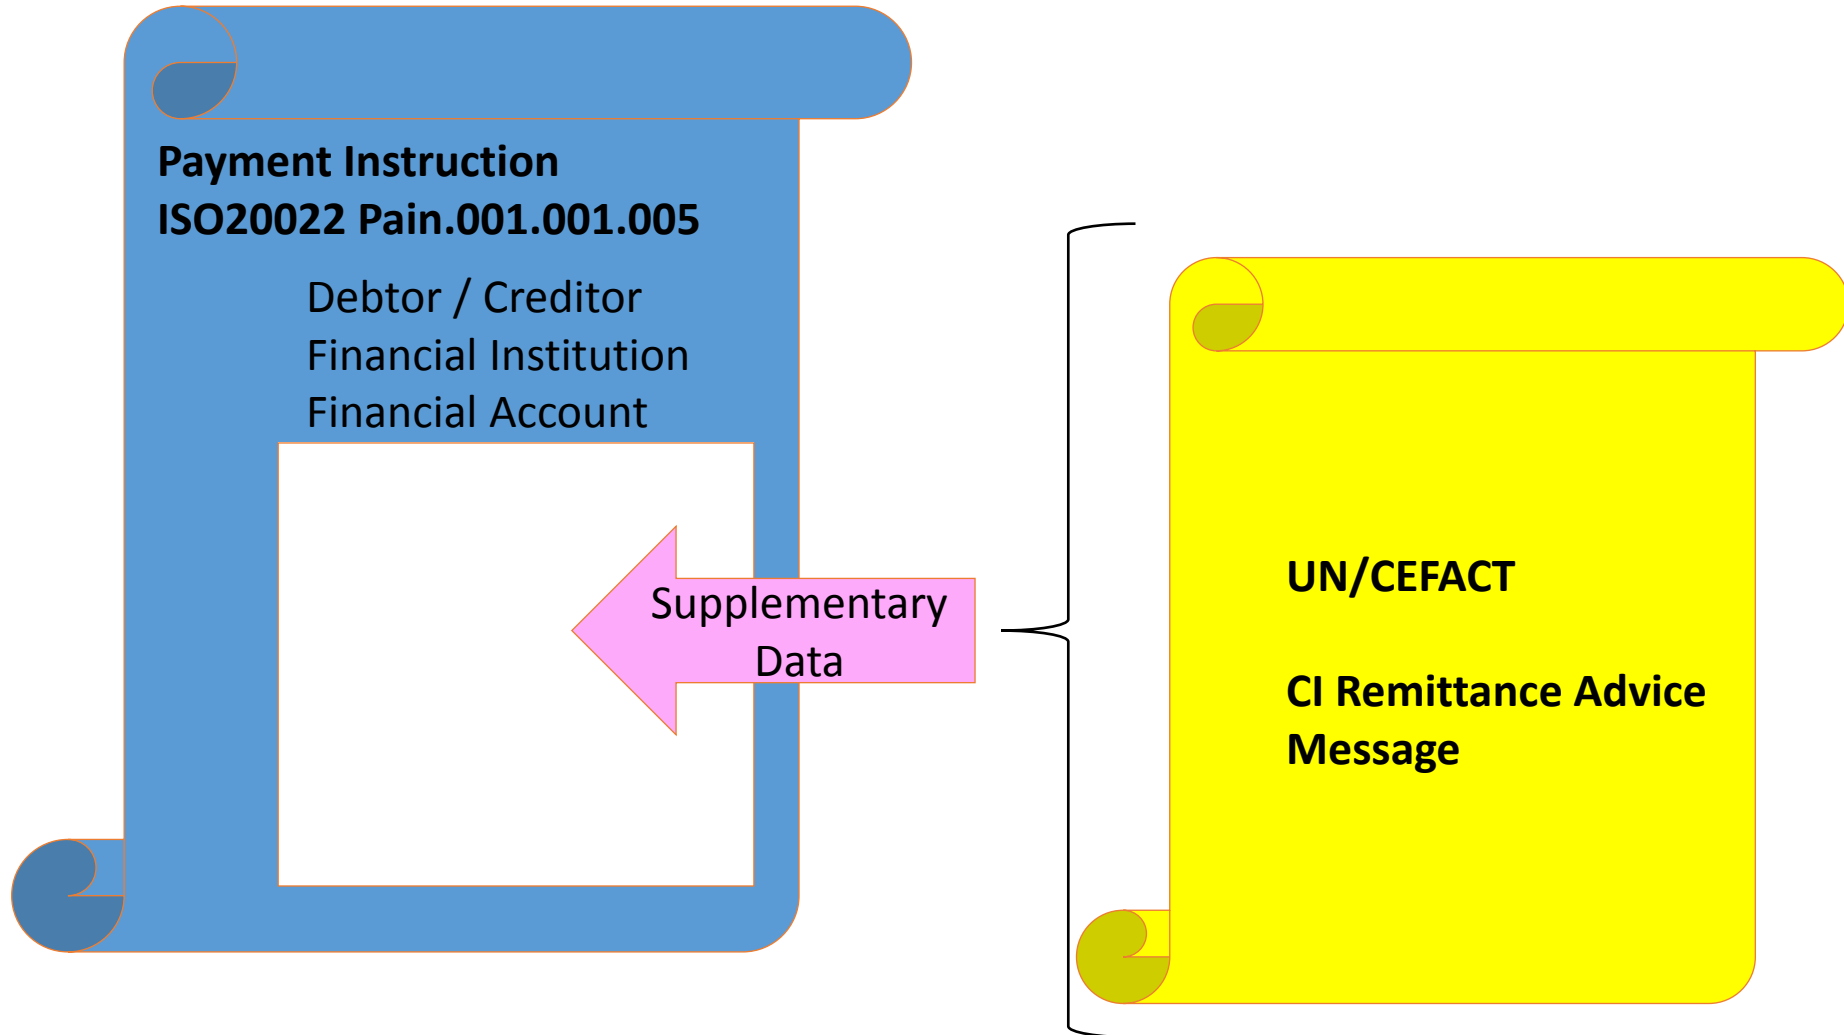 Payment Instruction
ISO20022 Pain.001.001.005
Debtor / Creditor
Financial Institution
Financial Account
Supplementary
Data
UN/CEFACT
CI Remittance Advice
Message